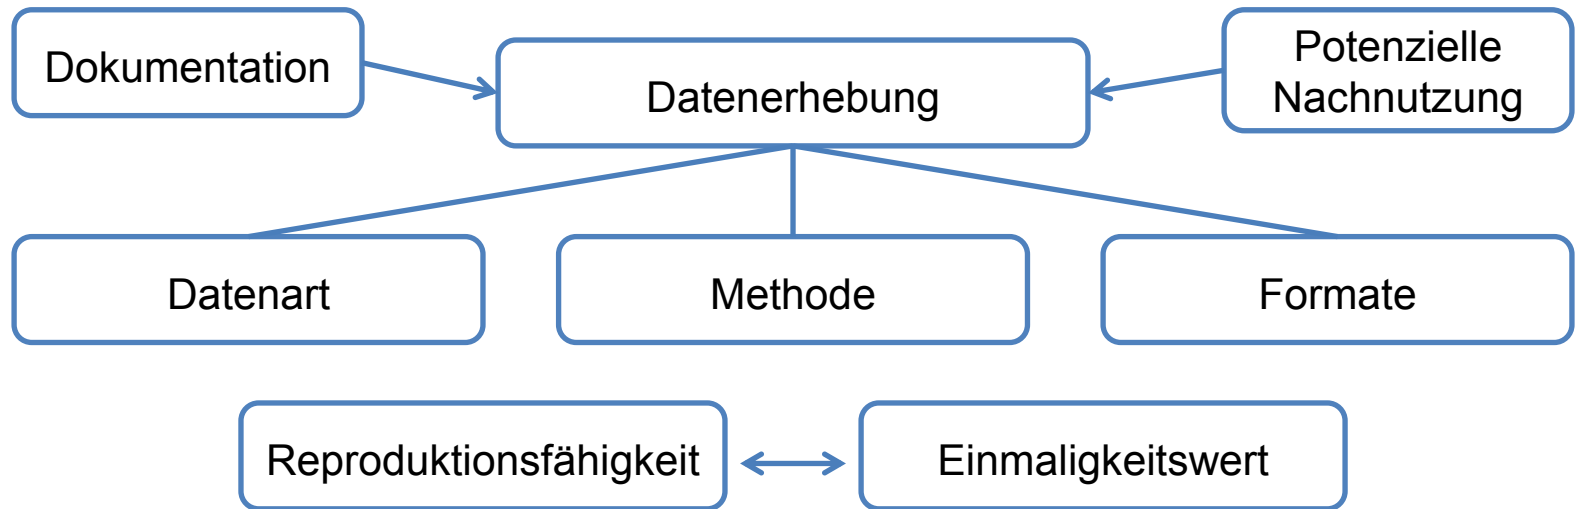 Dokumentation
Datenerhebung
Potenzielle
Nachnutzung
Datenart
Methode
Formate
Reproduktionsfähigkeit
Einmaligkeitswert